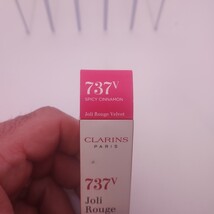 737V
SPICY CINNAMON
Joli Rouge Velvet
CLARINS
PARIS
737V
Joli
Rouge